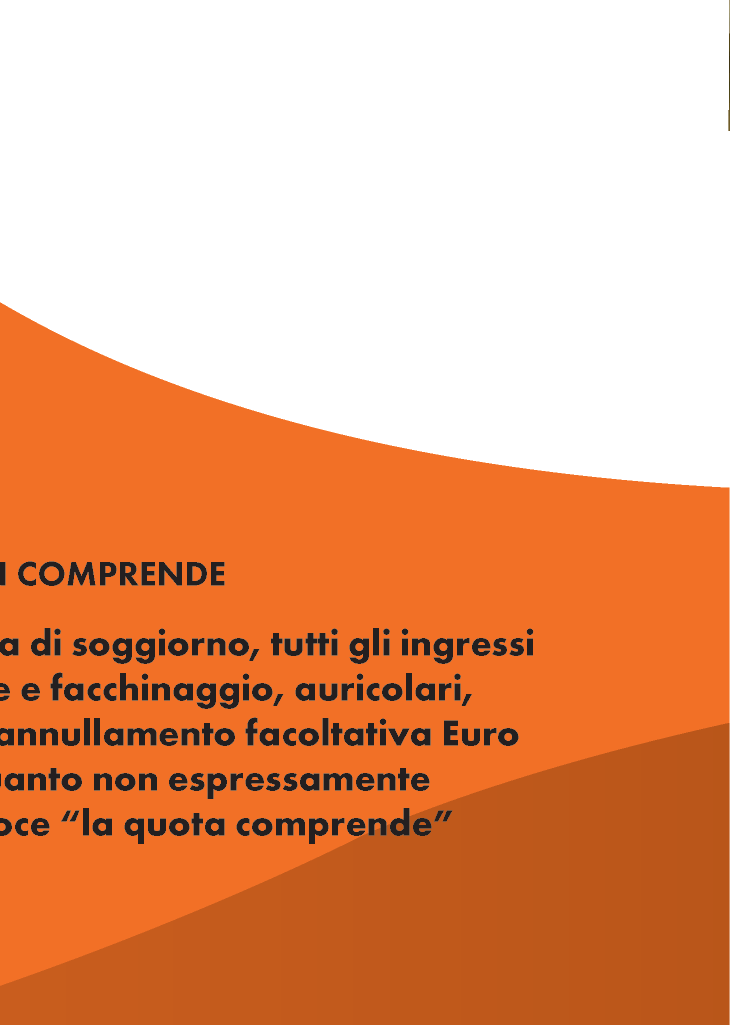 COMPRENDE
a di soggiorno, tutti gli ingressi
e e facchinaggio, auricolari,
annullamento facoltativa Euro
uanto non espressamente
oce “la quota comprende”